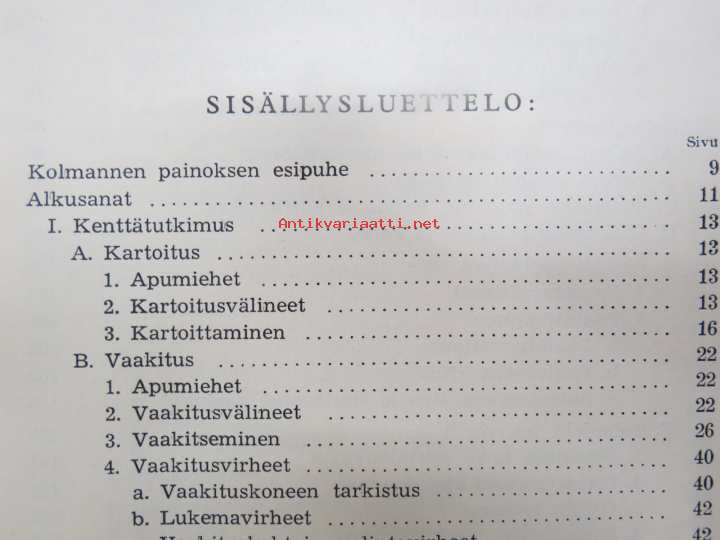 SISÄLLYSLUETTELO:
Sivu
Kolmannen painoksen esipuhe .............................. 9
Alkusanat .................................................. 11
I. Kenttätutkimus ........................................ 13
Antikvariaatti.net
A. Kartoitus ............................................. 13
1. Apumiehet ............................................ 13
2. Kartoitusvälineet .................................... 13
3. Kartoittaminen ....................................... 16
B. Vaakitus .............................................. 22
1. Apumiehet ............................................ 22
2. Vaakitusvälineet ..................................... 22
3. Vaakitseminen ........................................ 26
4. Vaakitusvirheet ...................................... 40
a. Vaakituskoneen tarkistus ............................. 40
b. Lukemavirheet ........................................ 42
42